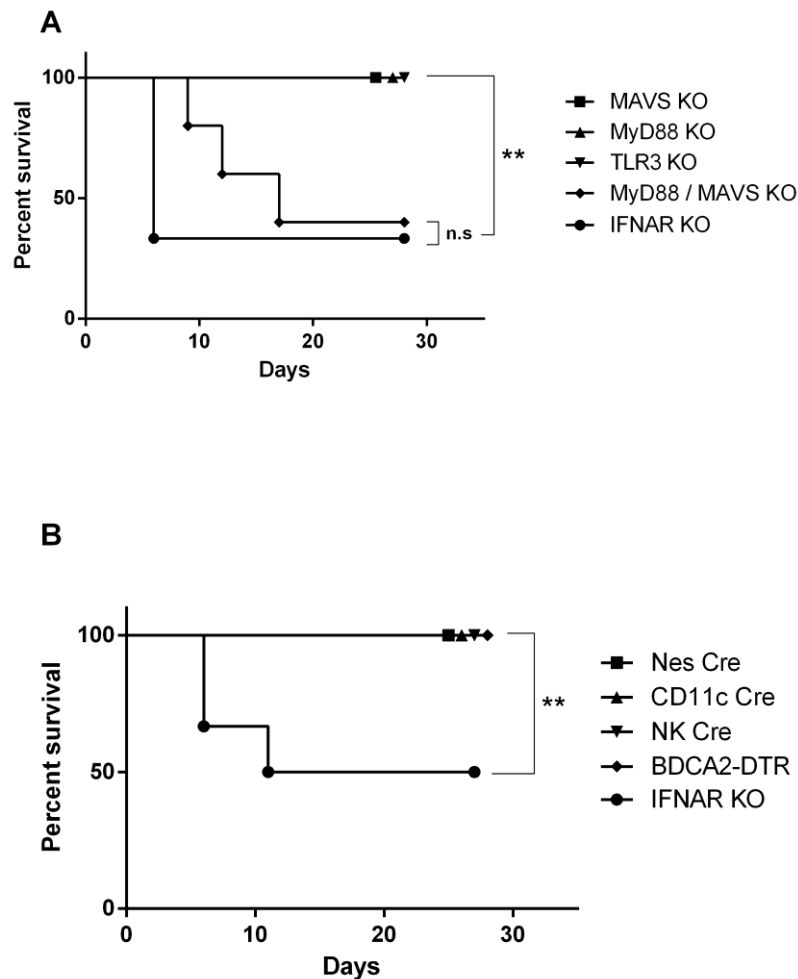 A
Percent survival
100
50
0
0 10 20 30
Days
**
n.s
MAVS KO
MyD88 KO
TLR3 KO
MyD88 / MAVS KO
IFNAR KO
B
Percent survival
100
50
0
0 10 20 30
Days
**
Nes Cre
CD11c Cre
NK Cre
BDCA2-DTR
IFNAR KO